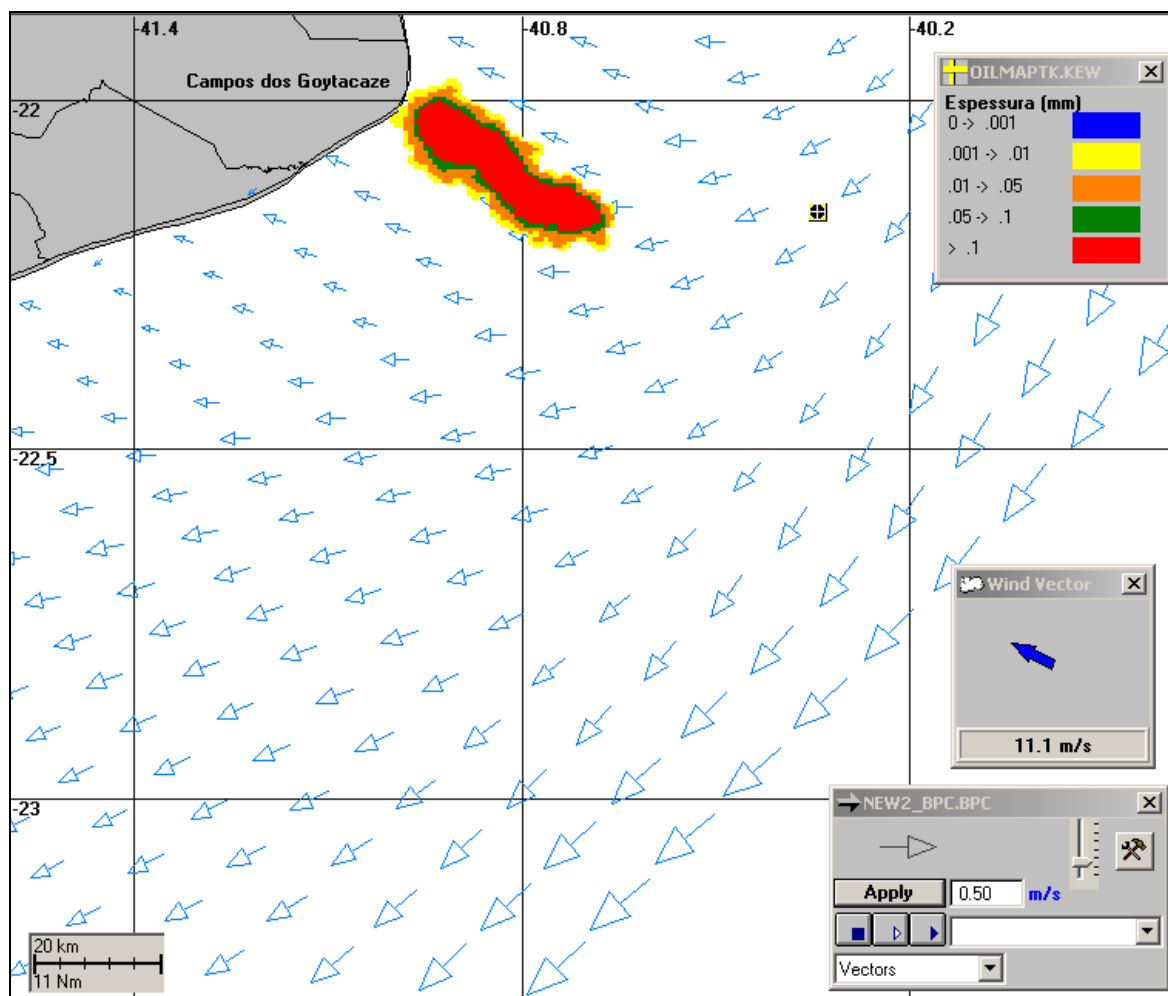 -41.4
-40.8
-40.2
Campos dos Goytacaze
-22
-22.5
-23
OILMAPTK.KEW
Espessura (mm)
0 -> .001
.001 -> .01
.01 -> .05
.05 -> .1
> .1
Wind Vector
11.1 m/s
NEW2_BPC.BPC
Apply
0.50
m/s
Vectors
20 km
11 Nm